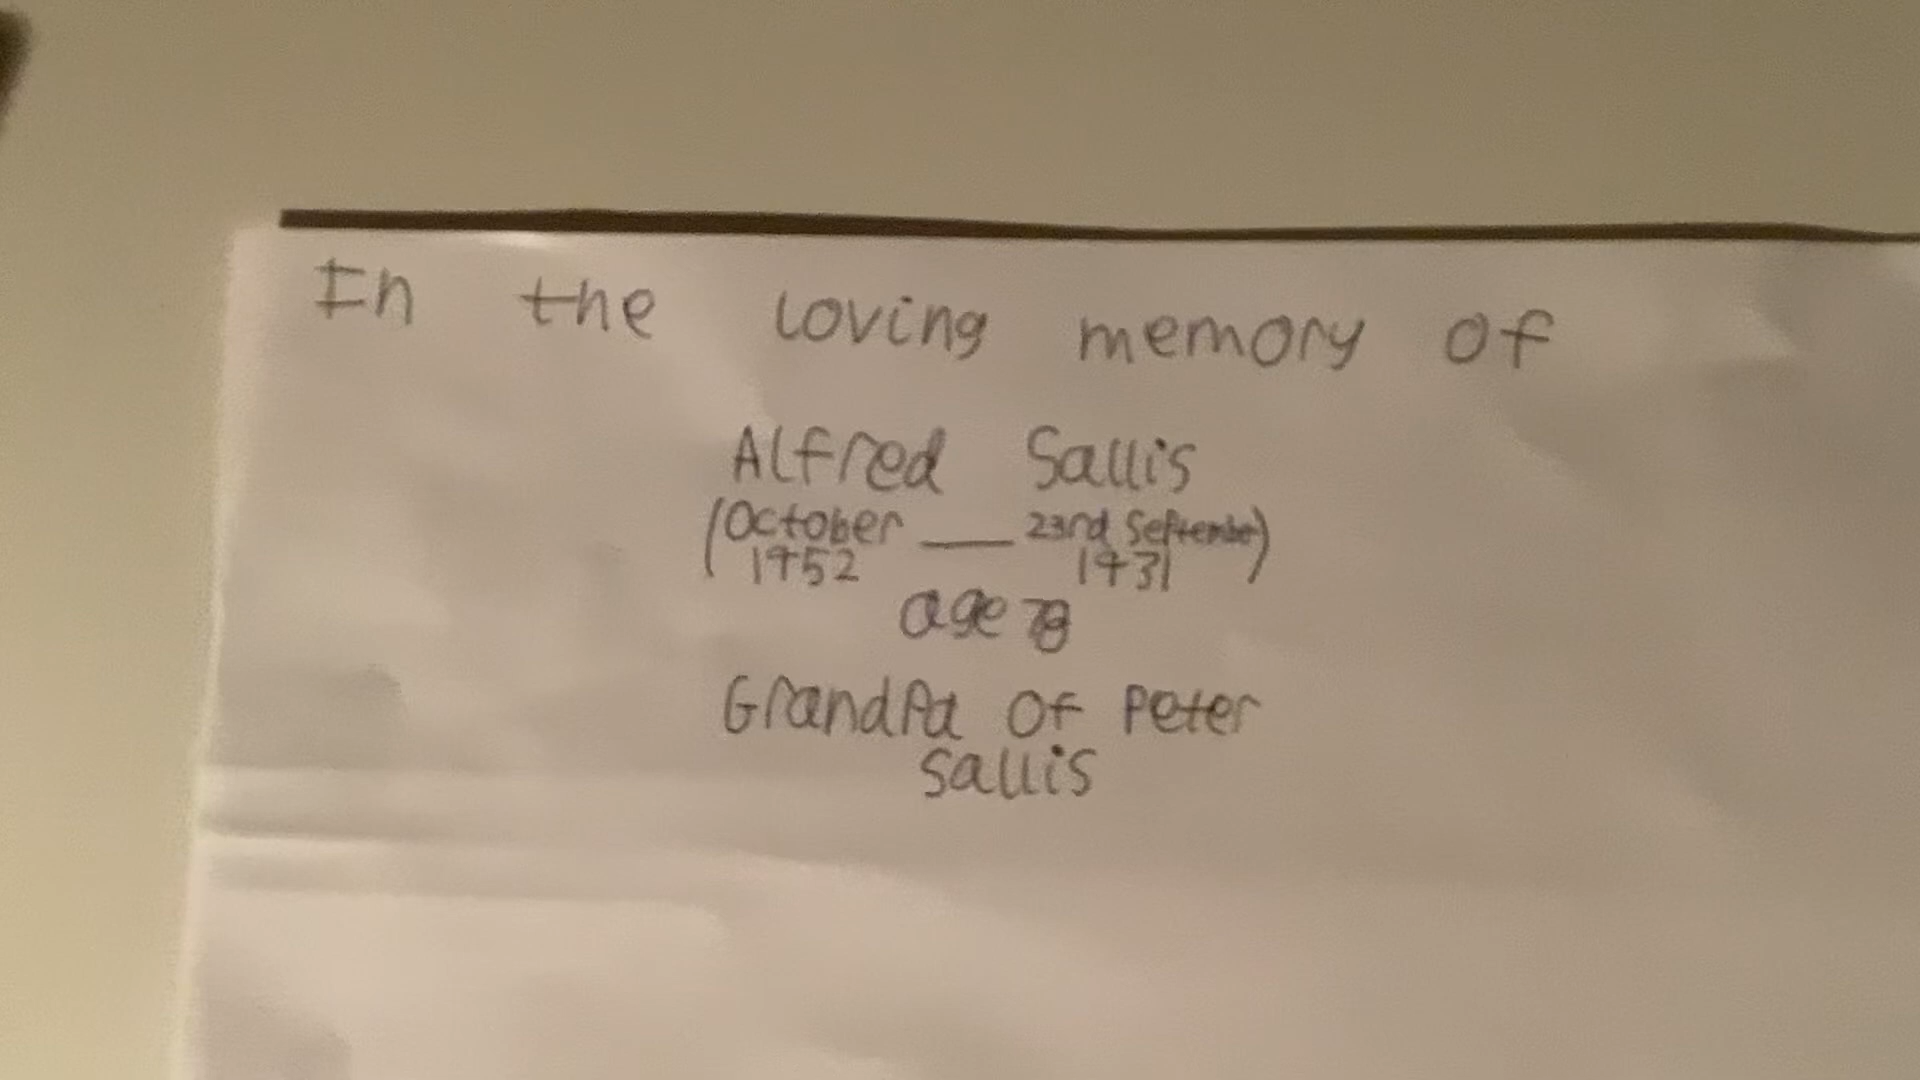 In the loving memory of
Alfred Sallis
(October — 23rd September)
1952 1931
age 78
Grandpa of Peter
Sallis